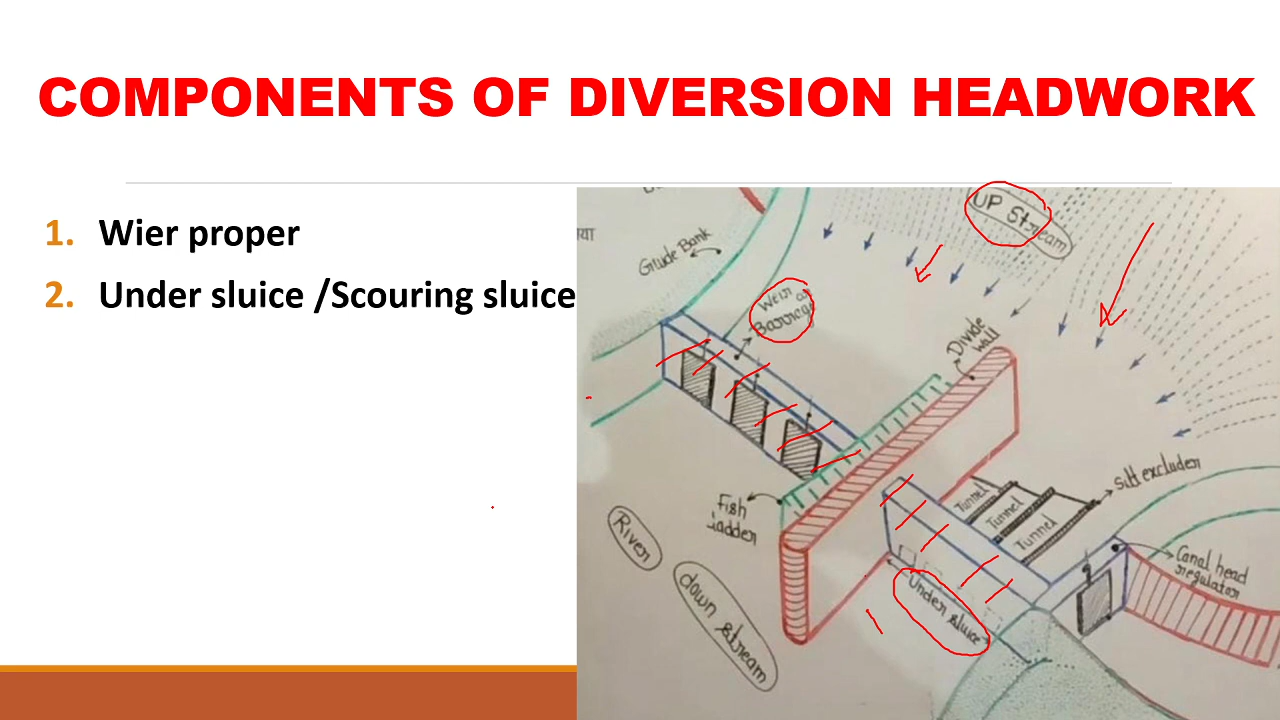 COMPONENTS OF DIVERSION HEADWORK
1. Wier proper
2. Under sluice /Scouring sluice
UP Stream
Guide Bank
Weir or
Barrage
Divide
wall
Silt excluder
Tunnel
Tunnel
Tunnel
Fish
Ladder
River
down stream
Under sluice
Canal head
regulator